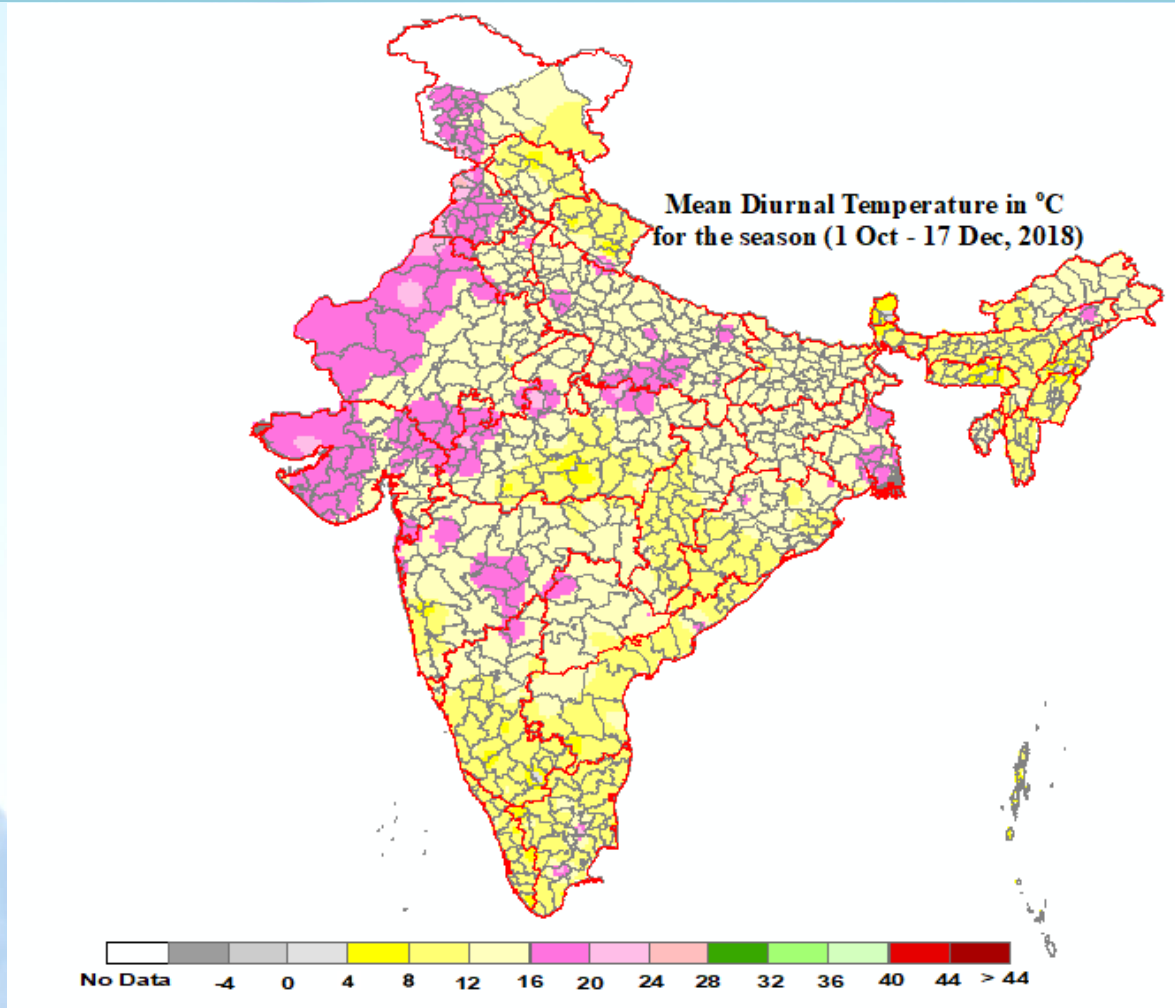 Mean Diurnal Temperature in °C
for the season (1 Oct - 17 Dec, 2018)
No Data -4 0 4 8 12 16 20 24 28 32 36 40 44 > 44